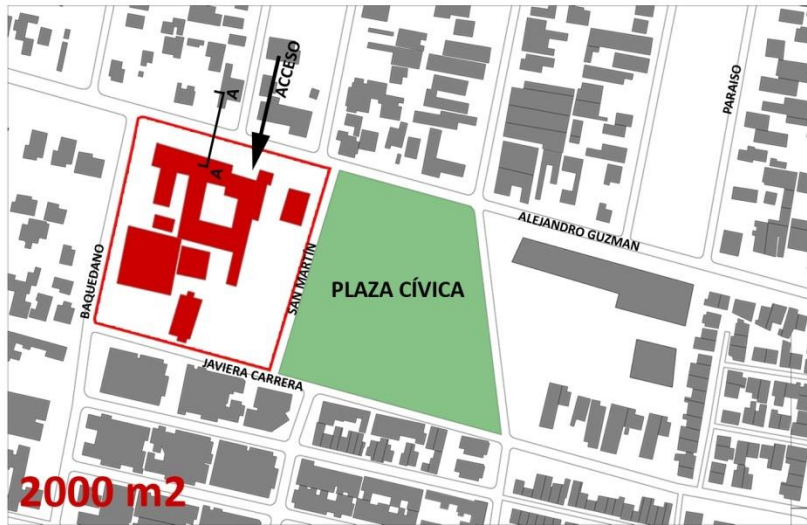 ACCESO
A
A
PARAISO
ALEJANDRO GUZMAN
BAQUEDANO
SAN MARTIN
PLAZA CÍVICA
JAVIERA CARRERA
2000 m2